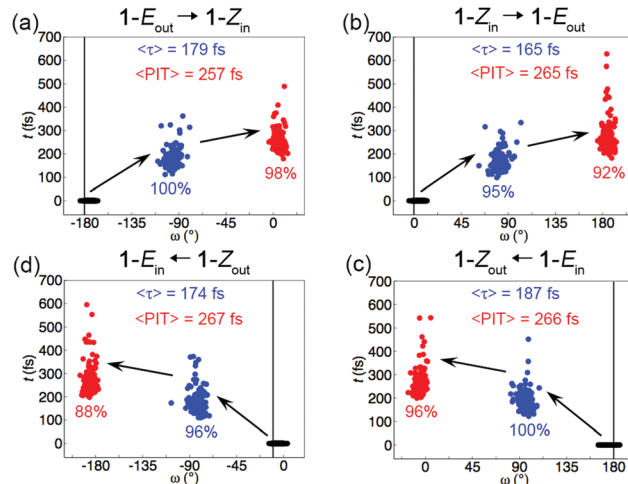 (a) 1-Eout → 1-Zin
<τ> = 179 fs
<PIT> = 257 fs
700
600
500
400
300
200
100
0
t (fs)
98%
100%
-180 -135 -90 -45 0
ω (°)
(b) 1-Zin → 1-Eout
<τ> = 165 fs
<PIT> = 265 fs
700
600
500
400
300
200
100
0
t (fs)
92%
95%
0 45 90 135 180
ω (°)
(d) 1-Ein ← 1-Zout
<τ> = 174 fs
<PIT> = 267 fs
700
600
500
400
300
200
100
0
t (fs)
88%
96%
-180 -135 -90 -45 0
ω (°)
(c) 1-Zout ← 1-Ein
<τ> = 187 fs
<PIT> = 266 fs
700
600
500
400
300
200
100
0
t (fs)
96%
100%
0 45 90 135 180
ω (°)